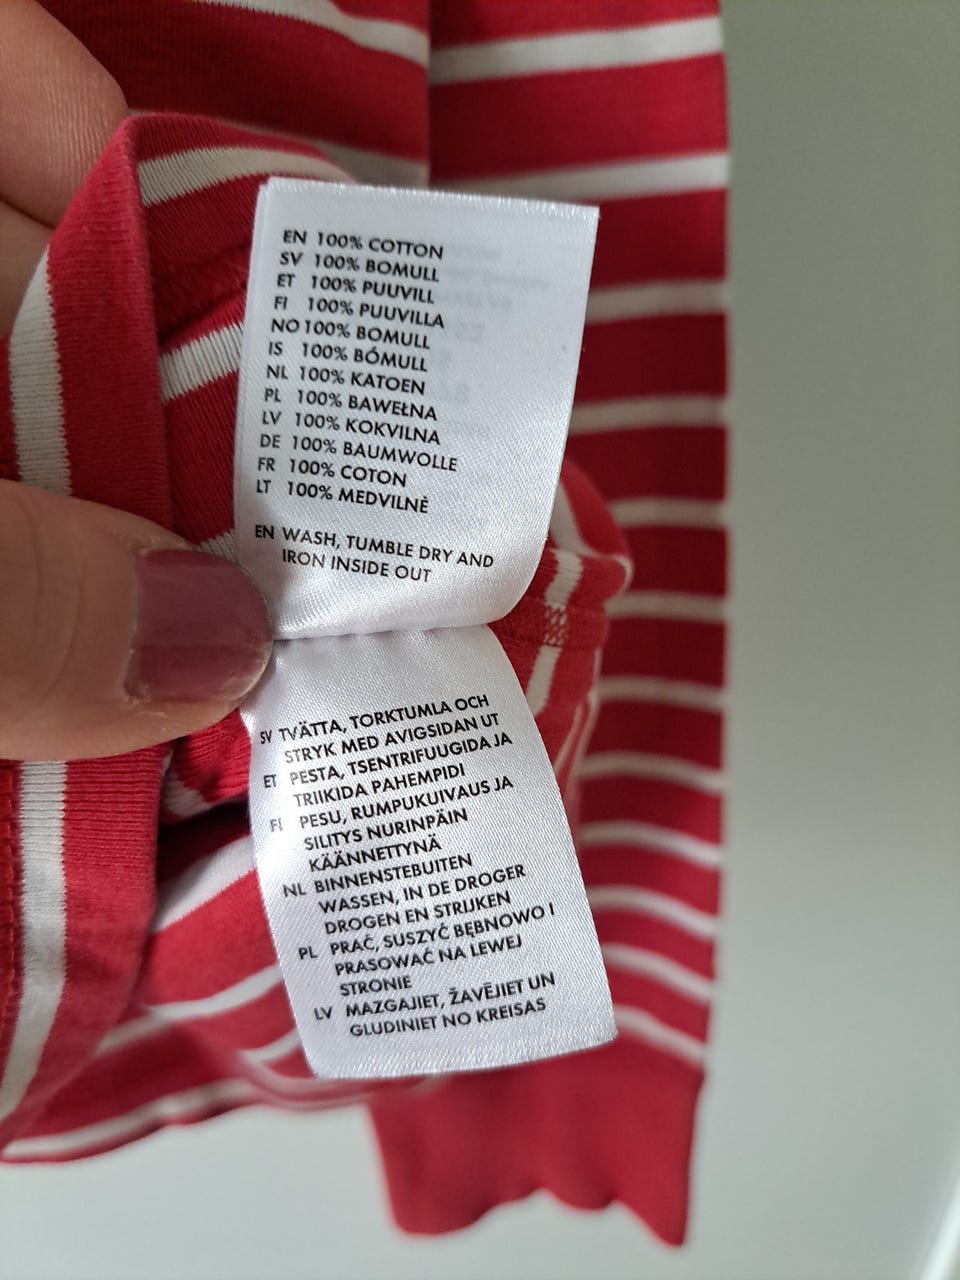 EN 100% COTTON
SV 100% BOMULL
ET 100% PUUVILL
FI 100% PUUVILLA
NO 100% BOMULL
IS 100% BÓMULL
NL 100% KATOEN
PL 100% BAWEŁNA
LV 100% KOKVILNA
DE 100% BAUMWOLLE
FR 100% COTON
LT 100% MEDVILNĖ
EN WASH, TUMBLE DRY AND
IRON INSIDE OUT
SV TVÄTTA, TORKTUMLA OCH
STRYK MED AVIGSIDAN UT
ET PESTA, TSENTRIFUUGIDA JA
TRIIKIDA PAHEMPIDI
FI PESU, RUMPUKUIVAUS JA
SILITYS NURINPÄIN
KÄÄNNETTYNÄ
NL BINNENSTEBUITEN
WASSEN, IN DE DROGER
DROGEN EN STRIJKEN
PL PRAĆ, SUSZYĆ BĘBNOWO I
PRASOWAĆ NA LEWEJ
STRONIE
LV MAZGAJIET, ŽAVĒJIET UN
GLUDINIET NO KREISAS